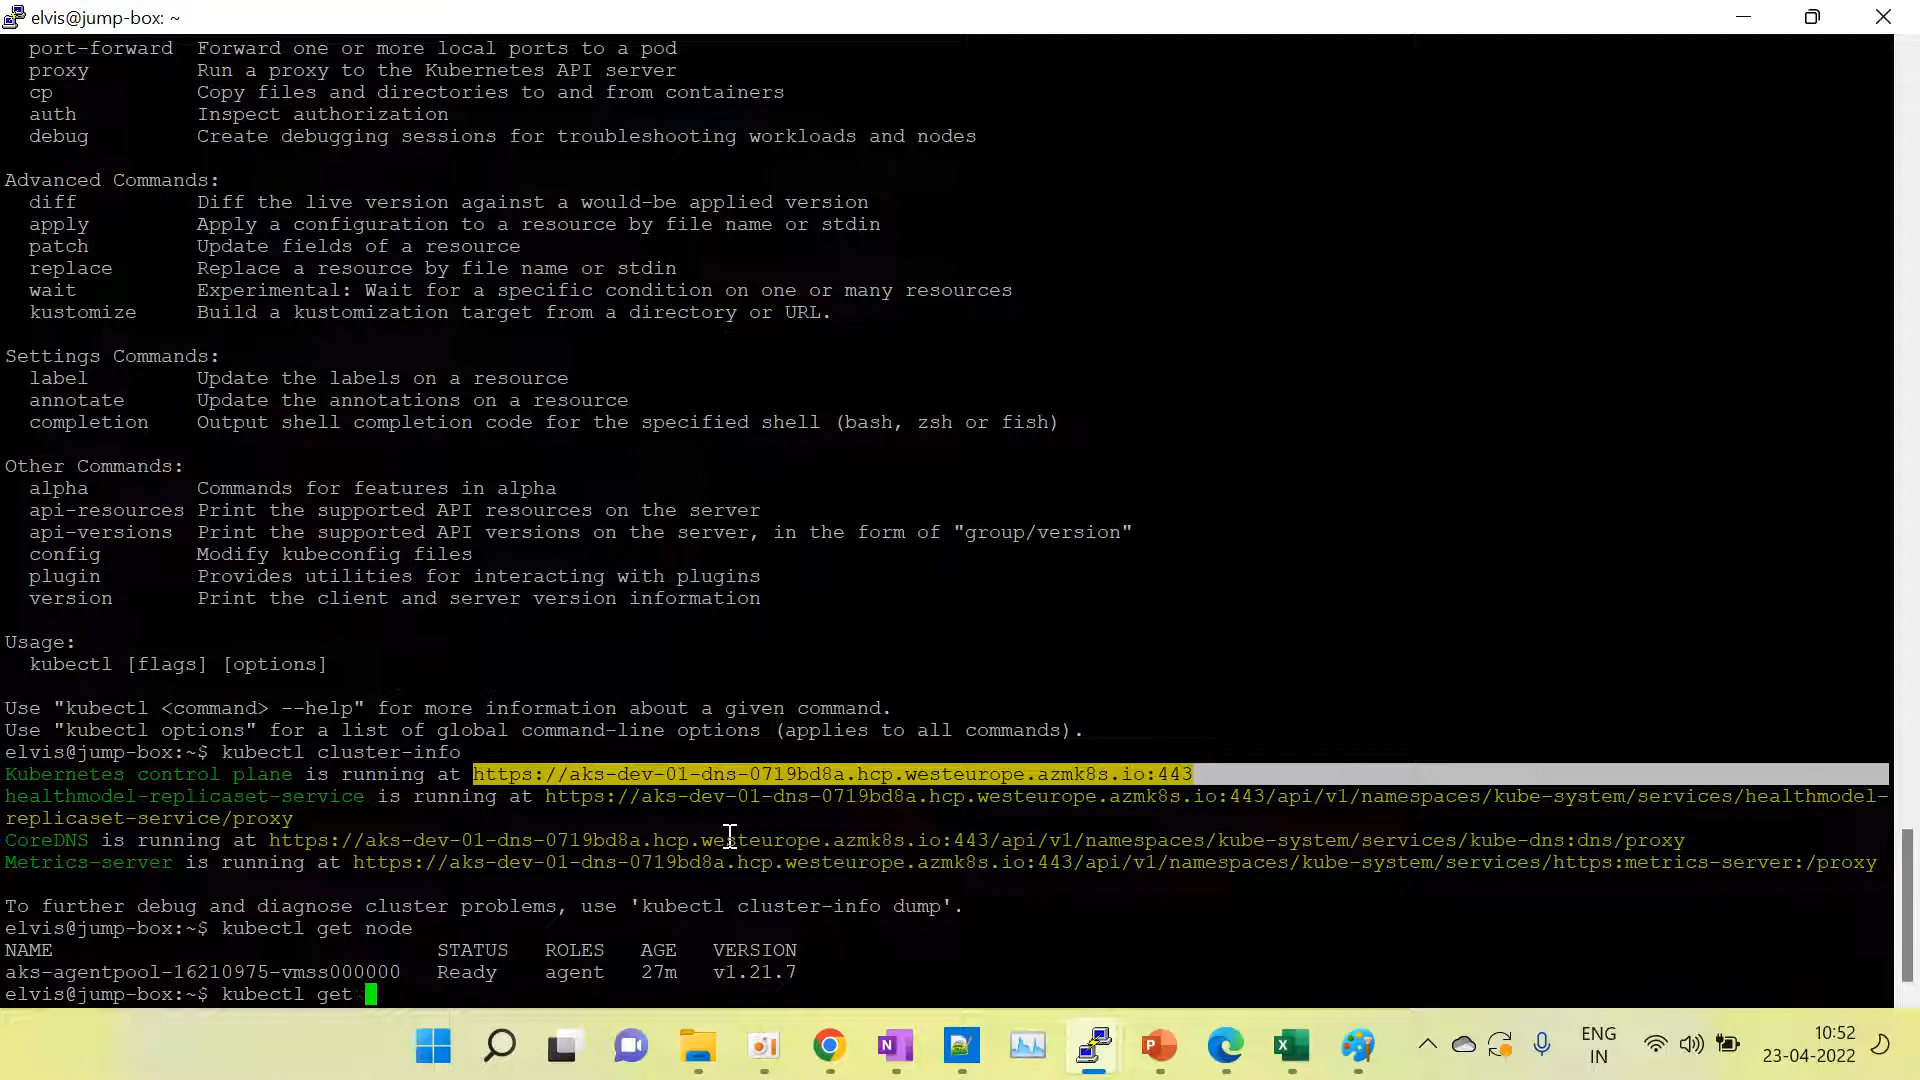 elvis@jump-box: ~
port-forward  Forward one or more local ports to a pod
proxy         Run a proxy to the Kubernetes API server
cp            Copy files and directories to and from containers
auth          Inspect authorization
debug         Create debugging sessions for troubleshooting workloads and nodes
Advanced Commands:
diff          Diff the live version against a would-be applied version
apply         Apply a configuration to a resource by file name or stdin
patch         Update fields of a resource
replace       Replace a resource by file name or stdin
wait          Experimental: Wait for a specific condition on one or many resources
kustomize     Build a kustomization target from a directory or URL.
Settings Commands:
label         Update the labels on a resource
annotate      Update the annotations on a resource
completion    Output shell completion code for the specified shell (bash, zsh or fish)
Other Commands:
alpha         Commands for features in alpha
api-resources Print the supported API resources on the server
api-versions  Print the supported API versions on the server, in the form of "group/version"
config        Modify kubeconfig files
plugin        Provides utilities for interacting with plugins
version       Print the client and server version information
Usage:
kubectl [flags] [options]
Use "kubectl <command> --help" for more information about a given command.
Use "kubectl options" for a list of global command-line options (applies to all commands).
elvis@jump-box:~$ kubectl cluster-info
Kubernetes control plane is running at https://aks-dev-01-dns-0719bd8a.hcp.westeurope.azmk8s.io:443
healthmodel-replicaset-service is running at https://aks-dev-01-dns-0719bd8a.hcp.westeurope.azmk8s.io:443/api/v1/namespaces/kube-system/services/healthmodel-
replicaset-service/proxy
CoreDNS is running at https://aks-dev-01-dns-0719bd8a.hcp.westeurope.azmk8s.io:443/api/v1/namespaces/kube-system/services/kube-dns:dns/proxy
Metrics-server is running at https://aks-dev-01-dns-0719bd8a.hcp.westeurope.azmk8s.io:443/api/v1/namespaces/kube-system/services/https:metrics-server:/proxy
To further debug and diagnose cluster problems, use 'kubectl cluster-info dump'.
elvis@jump-box:~$ kubectl get node
NAME                                STATUS   ROLES   AGE   VERSION
aks-agentpool-16210975-vmss000000   Ready    agent   27m   v1.21.7
elvis@jump-box:~$ kubectl get
ENG
IN
10:52
23-04-2022